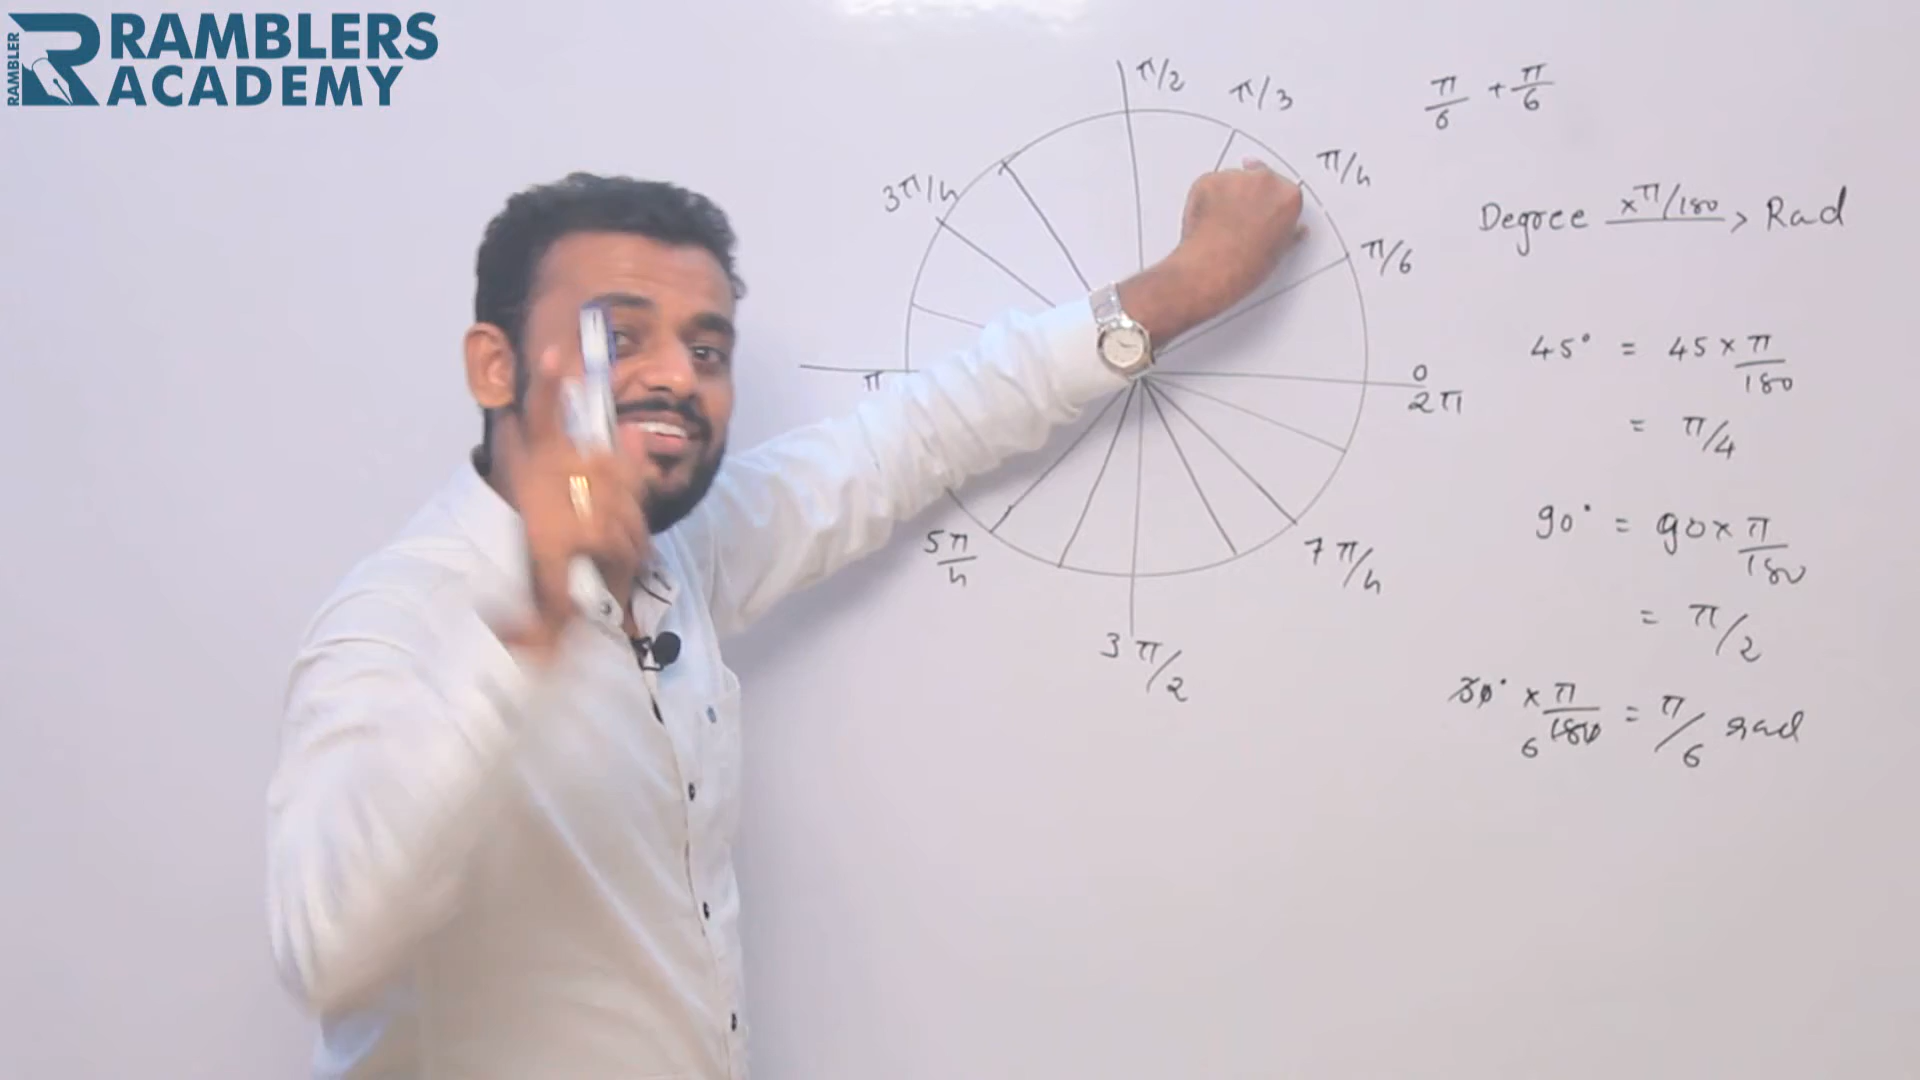 RAMBLER
RAMBLERS
ACADEMY
π/2
π/3
π/4
π/6
0
2π
3π/4
π
5π/4
3π/2
7π/4
π/6 + π/6
Degree ×π/180 > Rad
45° = 45 × π/180
= π/4
90° = 90 × π/180
= π/2
30° × π/180 6 = π/6 rad